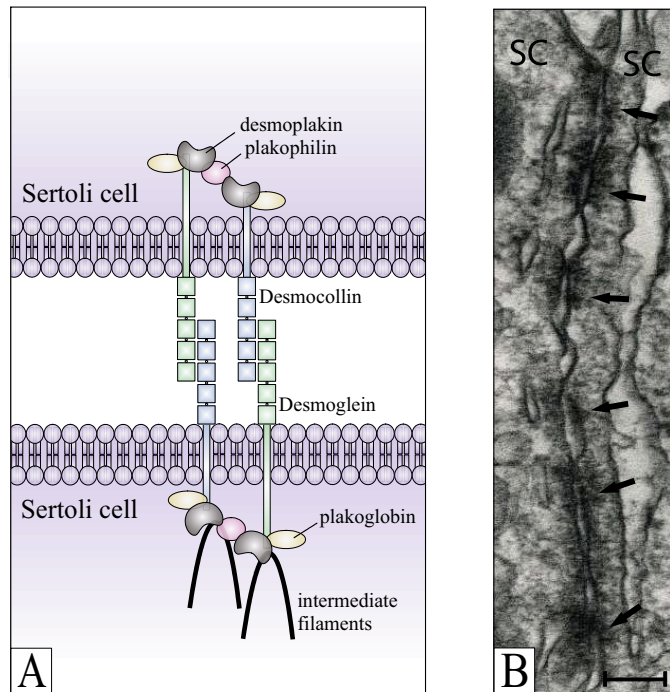 desmoplakin
plakophilin
Sertoli cell
Desmocollin
Desmoglein
Sertoli cell
plakoglobin
intermediate
filaments
A
SC
SC
B